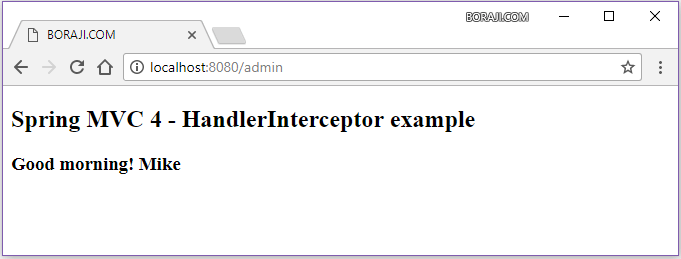 BORAJI.COM
BORAJI.COM
localhost:8080/admin
Spring MVC 4 - HandlerInterceptor example
Good morning! Mike